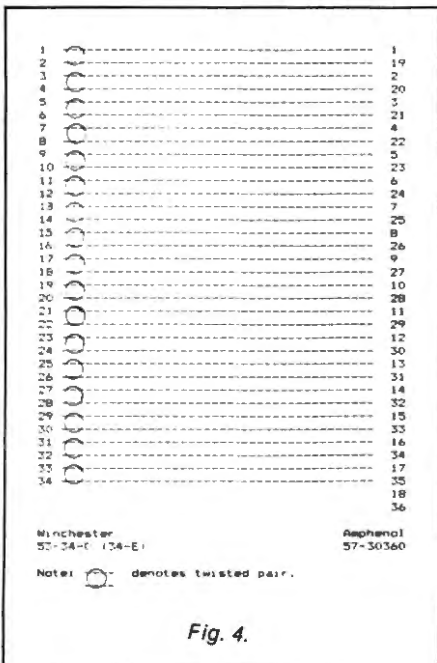 1 ---------------------------------------- 1
2 ---------------------------------------- 19
3 ---------------------------------------- 2
4 ---------------------------------------- 20
5 ---------------------------------------- 3
6 ---------------------------------------- 21
7 ---------------------------------------- 4
8 ---------------------------------------- 22
9 ---------------------------------------- 5
10 ---------------------------------------- 23
11 ---------------------------------------- 6
12 ---------------------------------------- 24
13 ---------------------------------------- 7
14 ---------------------------------------- 25
15 ---------------------------------------- 8
16 ---------------------------------------- 26
17 ---------------------------------------- 9
18 ---------------------------------------- 27
19 ---------------------------------------- 10
20 ---------------------------------------- 28
21 ---------------------------------------- 11
22 ---------------------------------------- 29
23 ---------------------------------------- 12
24 ---------------------------------------- 30
25 ---------------------------------------- 13
26 ---------------------------------------- 31
27 ---------------------------------------- 14
28 ---------------------------------------- 32
29 ---------------------------------------- 15
30 ---------------------------------------- 33
31 ---------------------------------------- 16
32 ---------------------------------------- 34
33 ---------------------------------------- 17
34 ---------------------------------------- 35
18
36
Winchester Amphenol
(34-E) 57-30360
Note: denotes twisted pair.
Fig. 4.